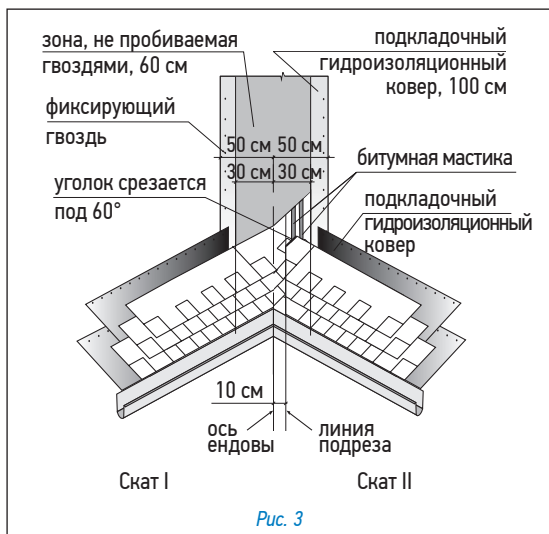 зона, не пробиваемая
гвоздями, 60 см
подкладочный
гидроизоляционный
ковер, 100 см
фиксирующий
гвоздь
50 см 50 см
30 см 30 см
битумная мастика
уголок срезается
под 60°
подкладочный
гидроизоляционный
ковер
10 см
ось
ендовы
линия
подреза
Скат I
Скат II
Рис. 3